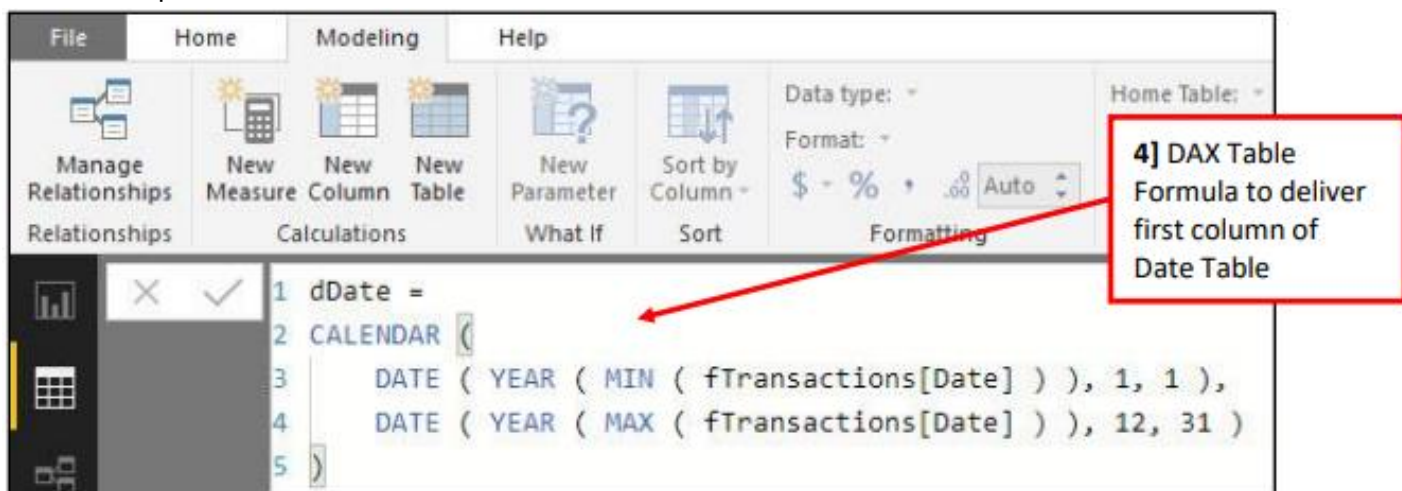 File Home Modeling Help
Manage Relationships
New Measure
New Column
New Table
New Parameter
Sort by Column
Data type:
Format:
$ % , .00 Auto
Home Table:
Relationships Calculations What If Sort Formatting
4] DAX Table
Formula to deliver
first column of
Date Table
1 dDate =
2 CALENDAR (
3 DATE ( YEAR ( MIN ( fTransactions[Date] ) ), 1, 1 ),
4 DATE ( YEAR ( MAX ( fTransactions[Date] ) ), 12, 31 )
5 )